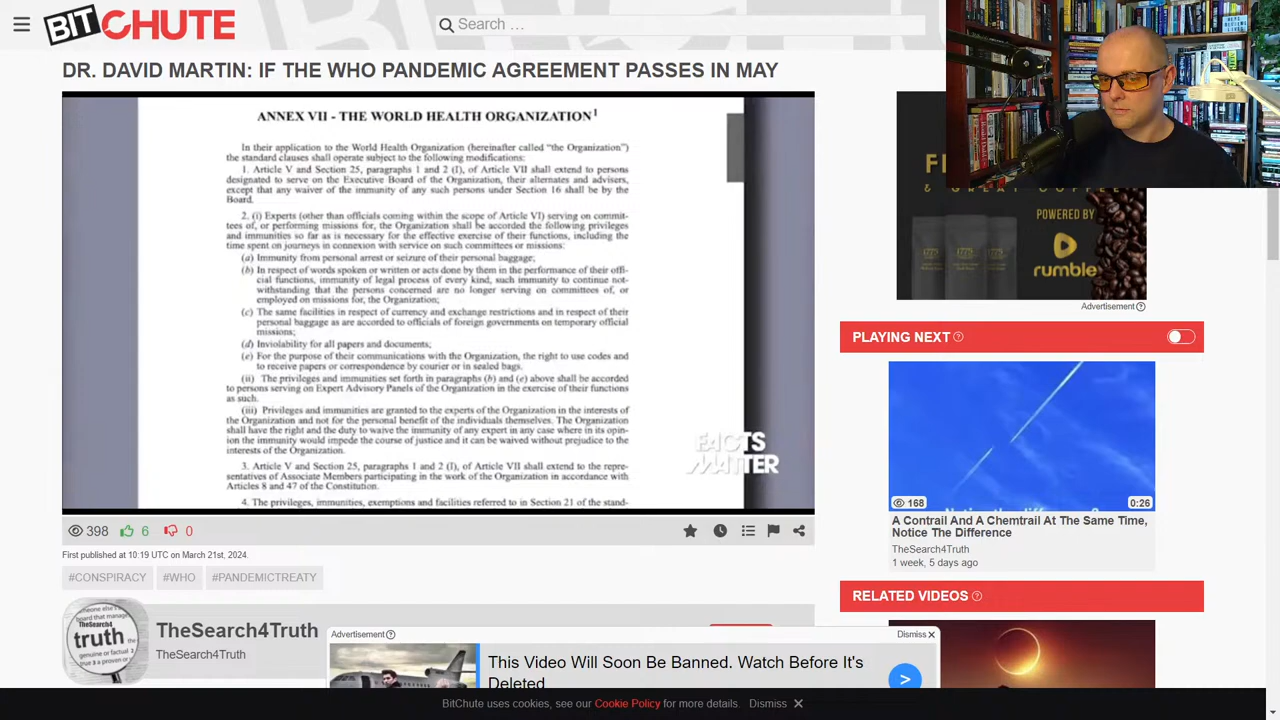 BITCHUTE
Search ...
DR. DAVID MARTIN: IF THE WHO PANDEMIC AGREEMENT PASSES IN MAY
ANNEX VII - THE WORLD HEALTH ORGANIZATION¹
In their application to the World Health Organization (hereinafter called "the Organization")
the standard clauses shall operate subject to the following modifications:
1. Article V and Section 25, paragraphs 1 and 2 (I), of Article VII shall extend to persons
designated to serve on the Executive Board of the Organization, their alternates and advisers,
except that any waiver of the immunity of any such persons under Section 16 shall be by the
Board.
2. (i) Experts (other than officials coming within the scope of Article VI) serving on commit-
tees of, or performing missions for, the Organization shall be accorded the following privileges
and immunities so far as is necessary for the effective exercise of their functions, including the
time spent on journeys in connexion with service on such committees or missions:
(a) Immunity from personal arrest or seizure of their personal baggage;
(b) In respect of words spoken or written or acts done by them in the performance of their offi-
cial functions, immunity of legal process of every kind, such immunity to continue not-
withstanding that the persons concerned are no longer serving on committees of, or
employed on missions for, the Organization;
(c) The same facilities in respect of currency and exchange restrictions and in respect of their
personal baggage as are accorded to officials of foreign governments on temporary official
missions;
(d) Inviolability for all papers and documents;
(e) For the purpose of their communications with the Organization, the right to use codes and
to receive papers or correspondence by courier or in sealed bags.
(ii) The privileges and immunities set forth in paragraphs (b) and (e) above shall be accorded
to persons serving on Expert Advisory Panels of the Organization in the exercise of their functions
as such.
(iii) Privileges and immunities are granted to the experts of the Organization in the interests of
the Organization and not for the personal benefit of the individuals themselves. The Organization
shall have the right and the duty to waive the immunity of any expert in any case where in its opin-
ion the immunity would impede the course of justice and it can be waived without prejudice to the
interests of the Organization.
3. Article V and Section 25, paragraphs 1 and 2 (I), of Article VII shall extend to the repre-
sentatives of Associate Members participating in the work of the Organization in accordance with
Articles 8 and 47 of the Constitution.
4. The privileges, immunities, exemptions and facilities referred to in Section 21 of the stand-
FACTS
MATTER
398 6 0
First published at 10:19 UTC on March 21st, 2024.
#CONSPIRACY #WHO #PANDEMICTREATY
truth
TheSearch4Truth
TheSearch4Truth
& GREAT COFFEE
POWERED BY
rumble
Advertisement
PLAYING NEXT
168
0:26
A Contrail And A Chemtrail At The Same Time,
Notice The Difference
TheSearch4Truth
1 week, 5 days ago
RELATED VIDEOS
Advertisement
Dismiss
This Video Will Soon Be Banned. Watch Before It's
Deleted
BitChute uses cookies, see our Cookie Policy for more details. Dismiss